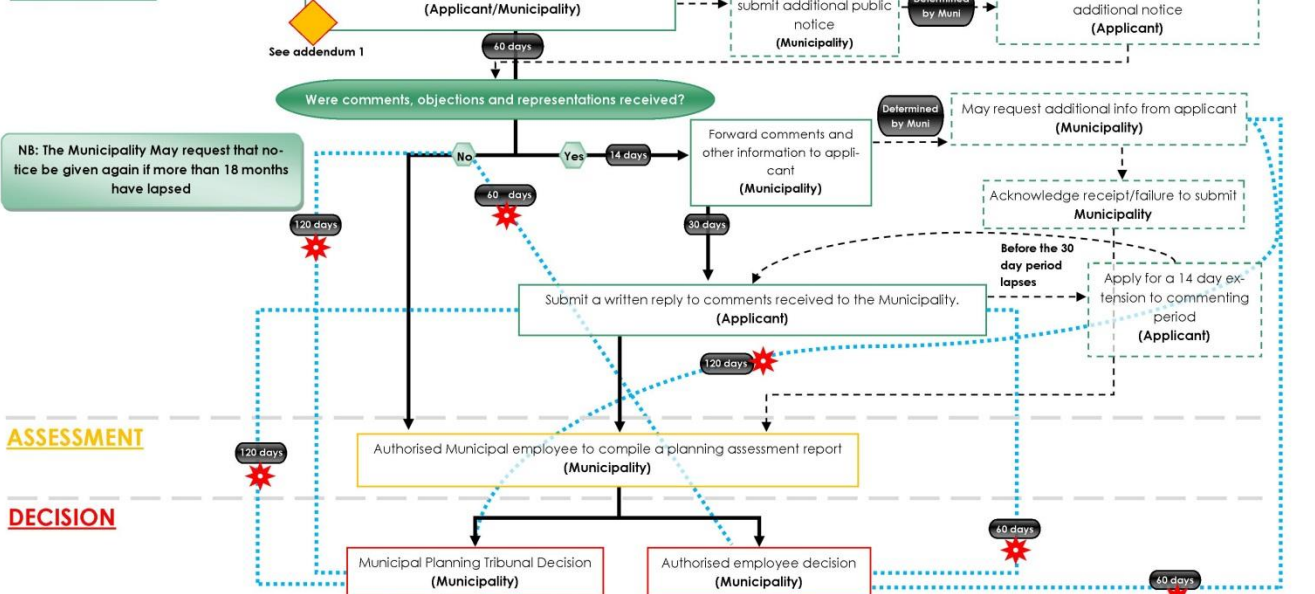 (Applicant/Municipality)
submit additional public
notice
(Municipality)
Determined
by Muni
additional notice
(Applicant)
See addendum 1
60 days
Were comments, objections and representations received?
NB: The Municipality May request that no-
tice be given again if more than 18 months
have lapsed
No
Yes
14 days
Forward comments and
other information to appli-
cant
(Municipality)
Determined
by Muni
May request additional info from applicant
(Municipality)
60 days
120 days
30 days
Acknowledge receipt/failure to submit
Municipality
Before the 30
day period
lapses
Apply for a 14 day ex-
tension to commenting
period
(Applicant)
Submit a written reply to comments received to the Municipality.
(Applicant)
120 days
ASSESSMENT
120 days
Authorised Municipal employee to compile a planning assessment report
(Municipality)
DECISION
60 days
Municipal Planning Tribunal Decision
(Municipality)
Authorised employee decision
(Municipality)
60 days